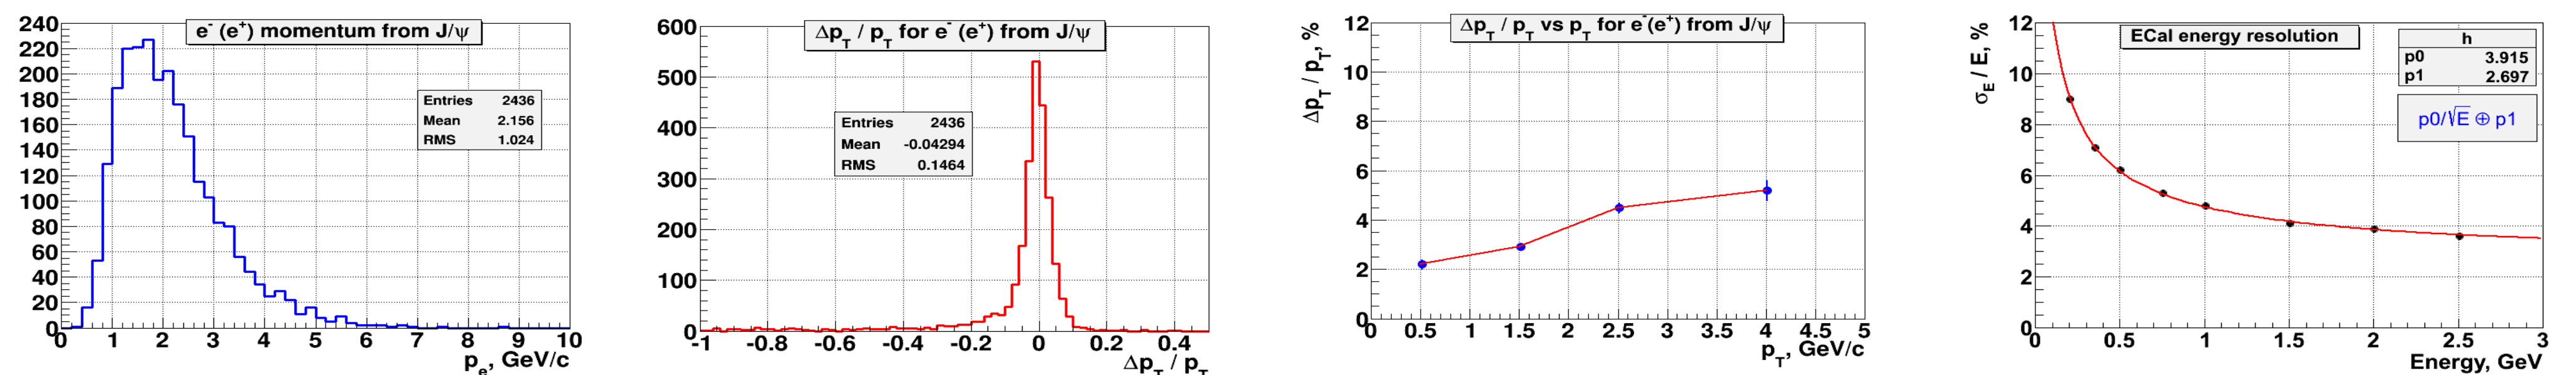 e⁻ (e⁺) momentum from J/ψ
240
220
200
180
160
140
120
100
80
60
40
20
0
Entries 2436
Mean 2.156
RMS 1.024
0 1 2 3 4 5 6 7 8 9 10
pₑ, GeV/c
Δp_T / p_T for e⁻(e⁺) from J/ψ
600
500
400
300
200
100
0
Entries 2436
Mean -0.04294
RMS 0.1464
-1 -0.8 -0.6 -0.4 -0.2 0 0.2 0.4
Δp_T / p_T
Δp_T / p_T vs p_T for e⁻(e⁺) from J/ψ
Δp_T / p_T, %
12
10
8
6
4
2
0
0 0.5 1 1.5 2 2.5 3 3.5 4 4.5 5
p_T, GeV/c
ECal energy resolution
σ_E / E, %
12
10
8
6
4
2
0
h
p0 3.915
p1 2.697
p0/√E ⊕ p1
0 0.5 1 1.5 2 2.5 3
Energy, GeV